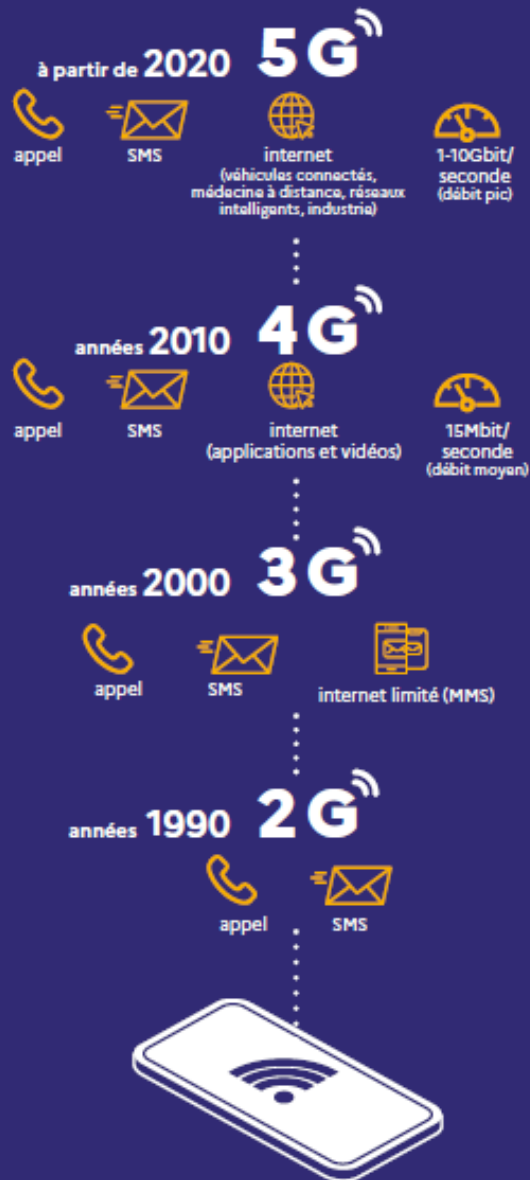 à partir de 2020 5G
appel
SMS
internet
(véhicules connectés,
médecine à distance, réseaux
intelligents, industrie)
1-10Gbit/
seconde
(débit pic)
années 2010 4G
appel
SMS
internet
(applications et vidéos)
15Mbit/
seconde
(débit moyen)
années 2000 3G
appel
SMS
internet limité (MMS)
années 1990 2G
appel
SMS